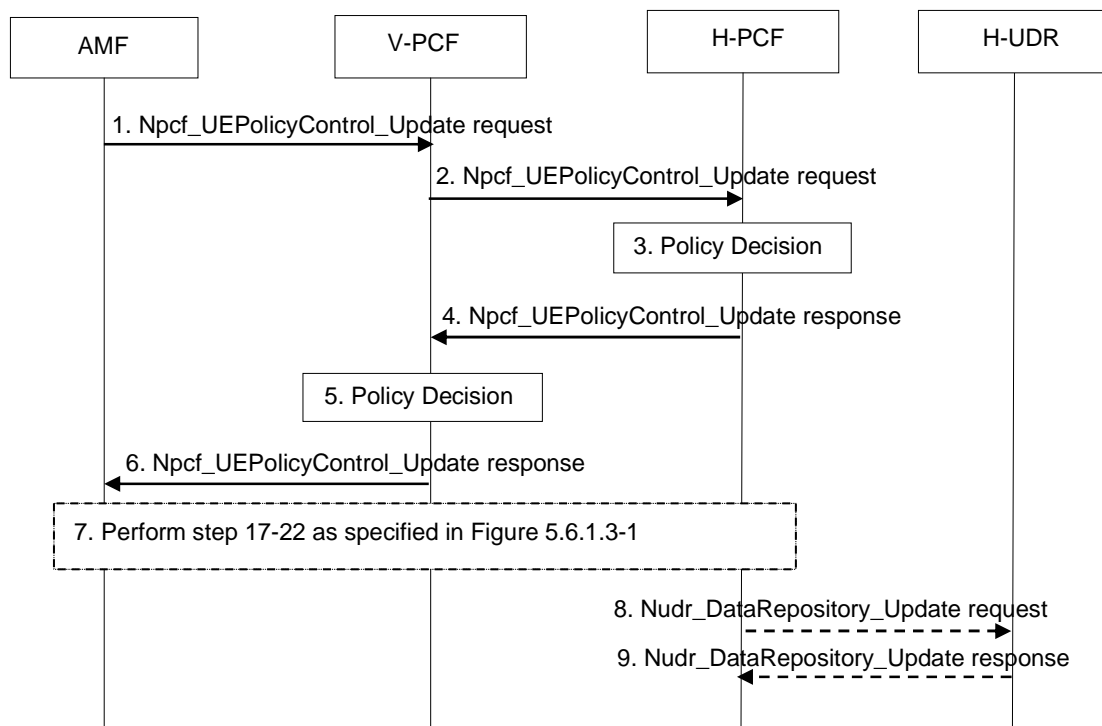 AMF
V-PCF
H-PCF
H-UDR
1. Npcf_UEPolicyControl_Update request
2. Npcf_UEPolicyControl_Update request
3. Policy Decision
4. Npcf_UEPolicyControl_Update response
5. Policy Decision
6. Npcf_UEPolicyControl_Update response
7. Perform step 17-22 as specified in Figure 5.6.1.3-1
8. Nudr_DataRepository_Update request
9. Nudr_DataRepository_Update response